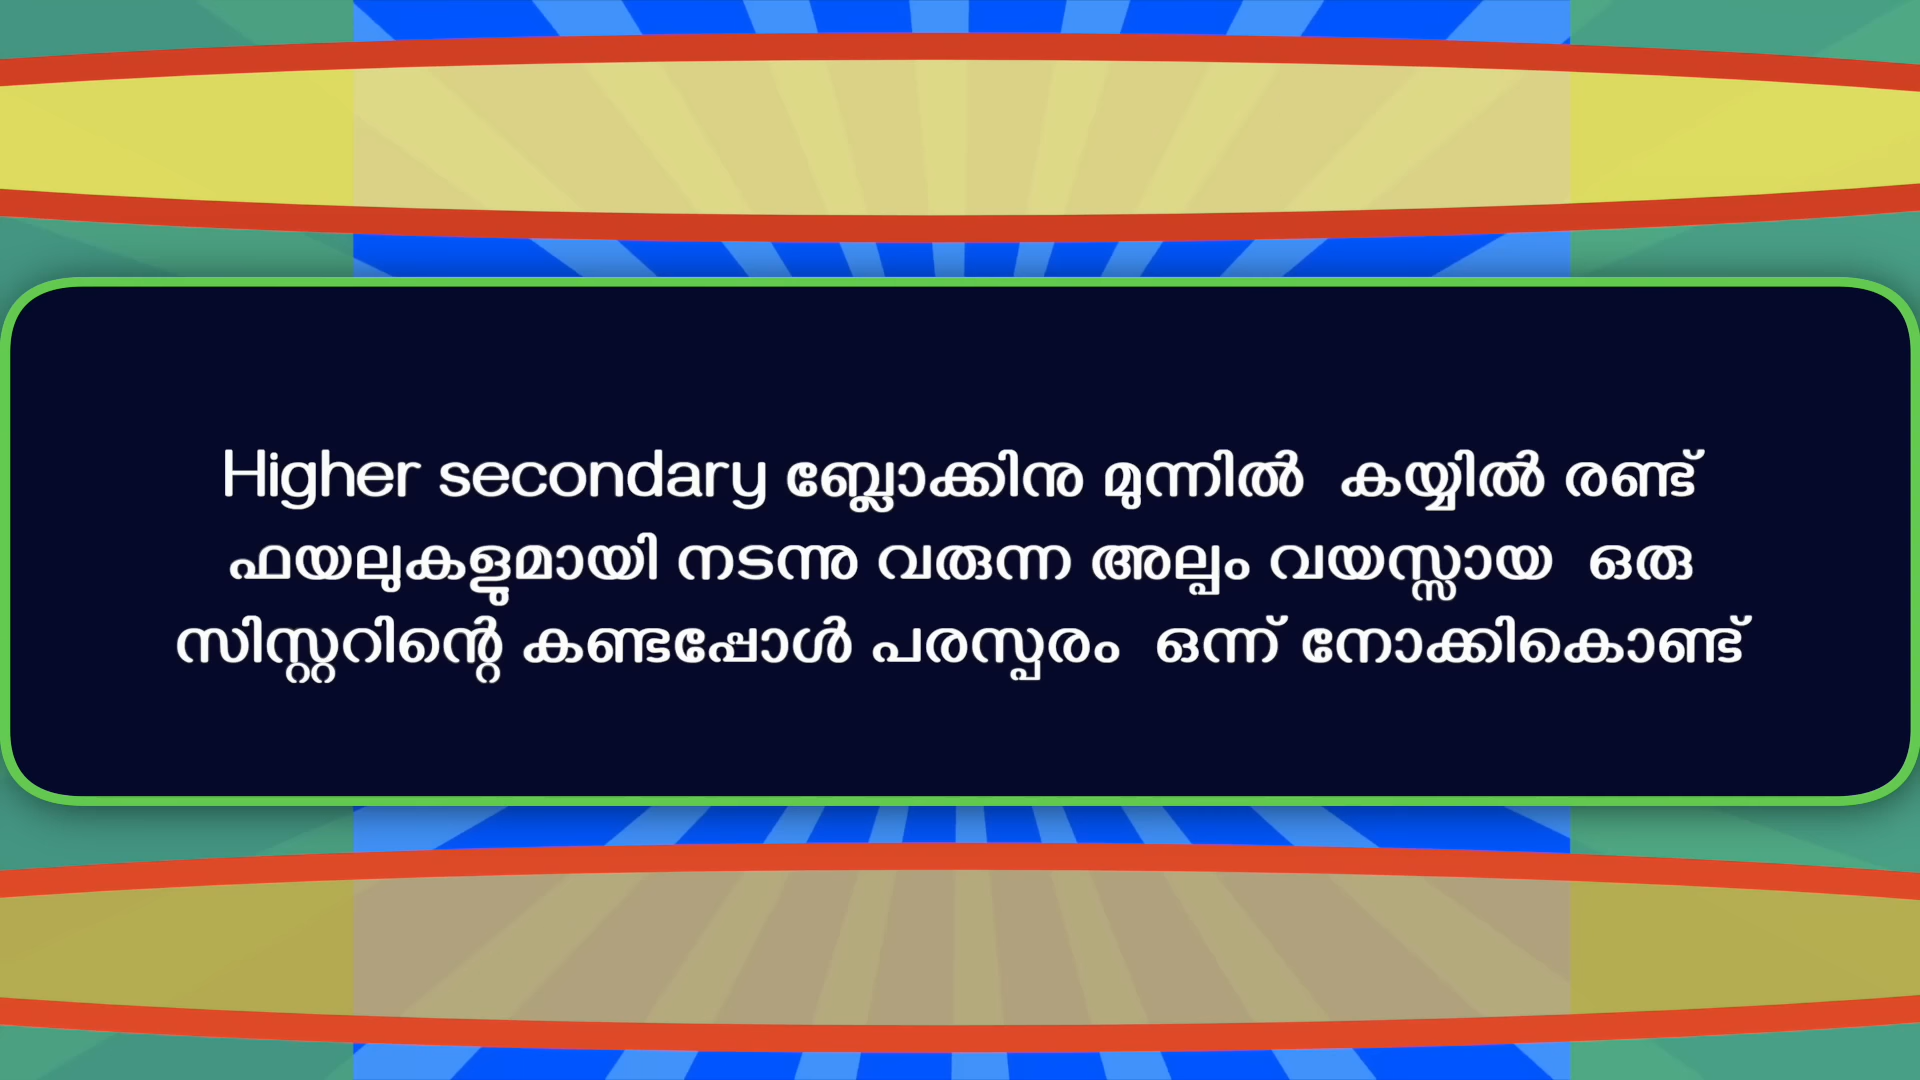 Higher secondary ബ്ലോക്കിനു മുന്നിൽ കയ്യിൽ രണ്ട്
ഫയലുകളുമായി നടന്നു വരുന്ന അല്പം വയസ്സായ ഒരു
സിസ്റ്ററിന്റെ കണ്ടപ്പോൾ പരസ്പരം ഒന്ന് നോക്കികൊണ്ട്